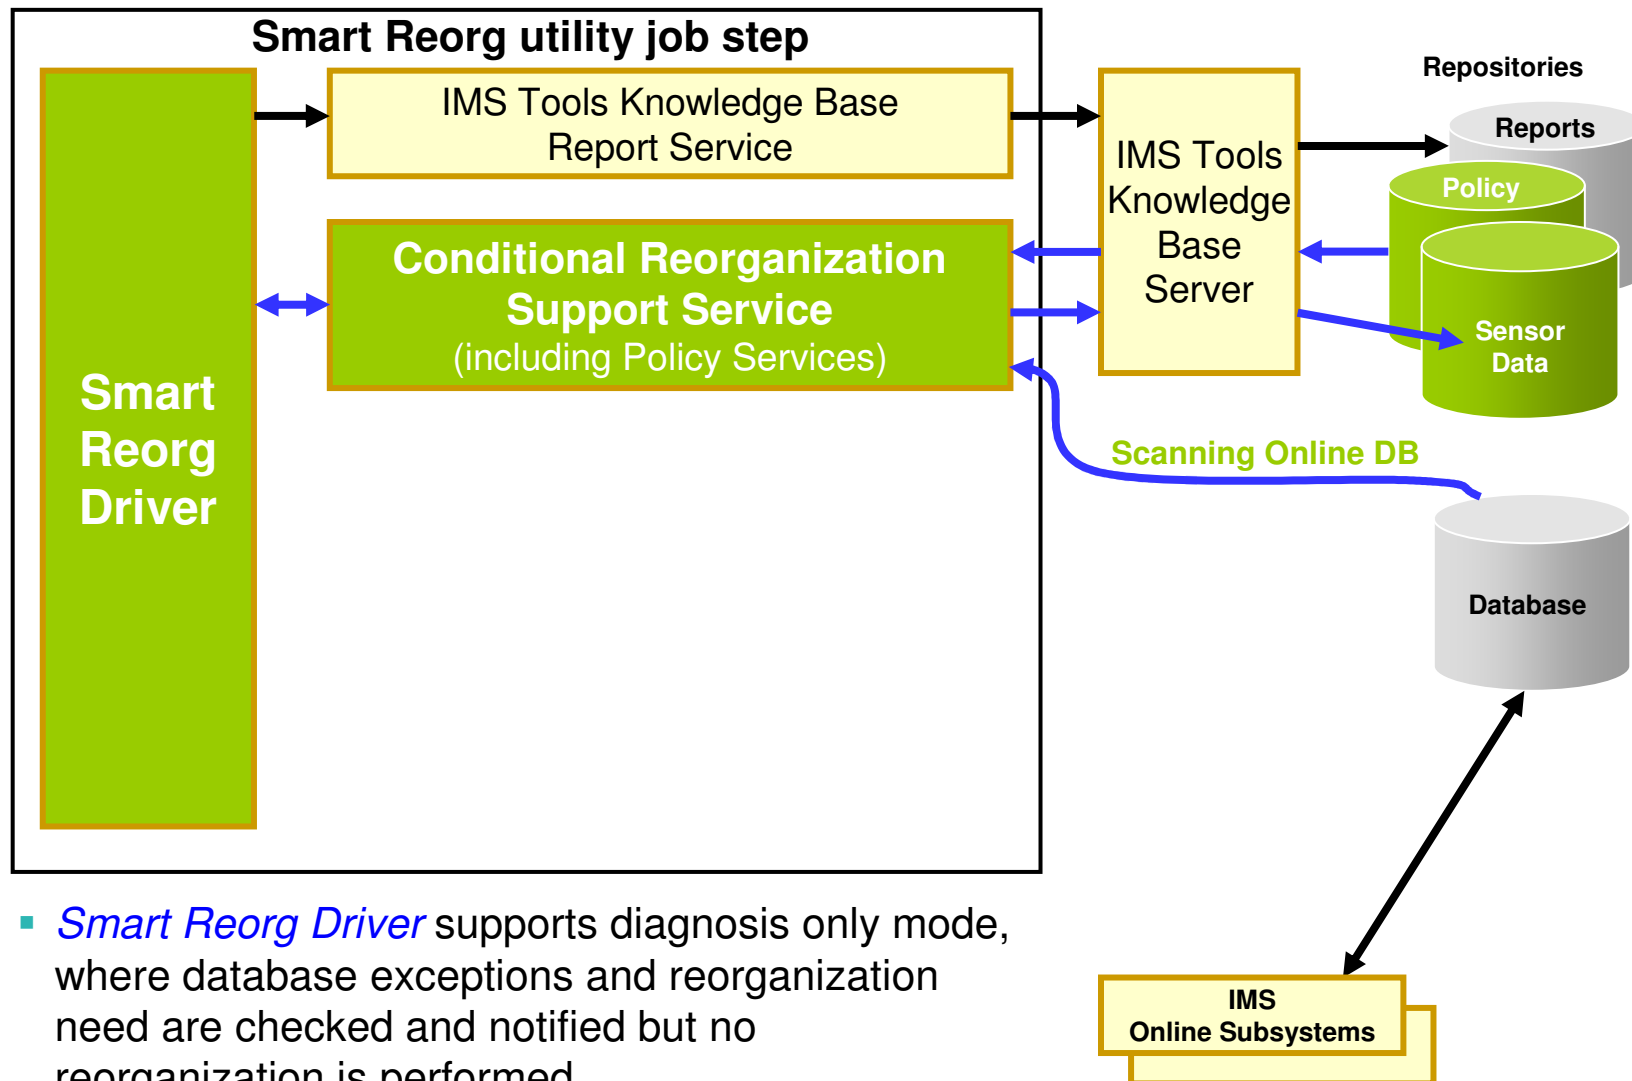 Smart Reorg utility job step
IMS Tools Knowledge Base
Report Service
Conditional Reorganization
Support Service
(including Policy Services)
Smart
Reorg
Driver
IMS Tools
Knowledge
Base
Server
Repositories
Reports
Policy
Sensor
Data
Scanning Online DB
Database
IMS
Online Subsystems
Smart Reorg Driver supports diagnosis only mode,
where database exceptions and reorganization
need are checked and notified but no
reorganization is performed